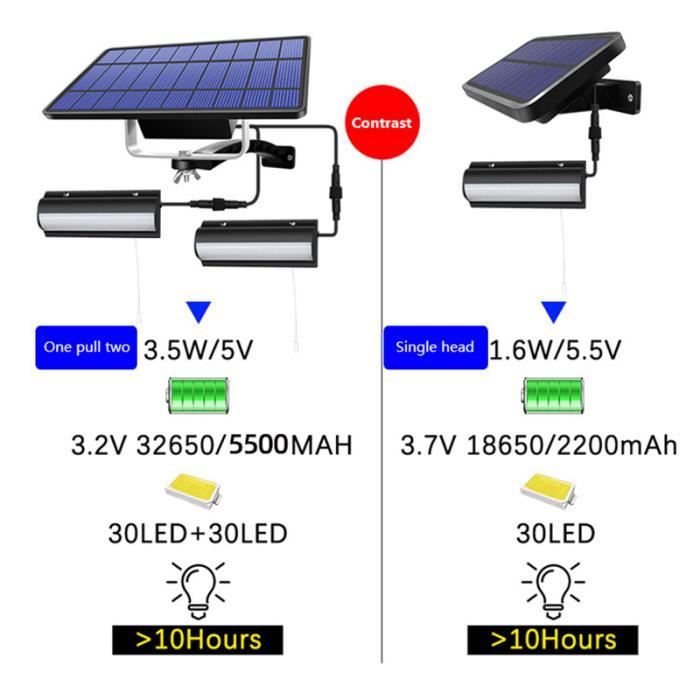 Contrast
One pull two
3.5W/5V
3.2V 32650/5500MAH
30LED+30LED
>10Hours
Single head
1.6W/5.5V
3.7V 18650/2200mAh
30LED
>10Hours